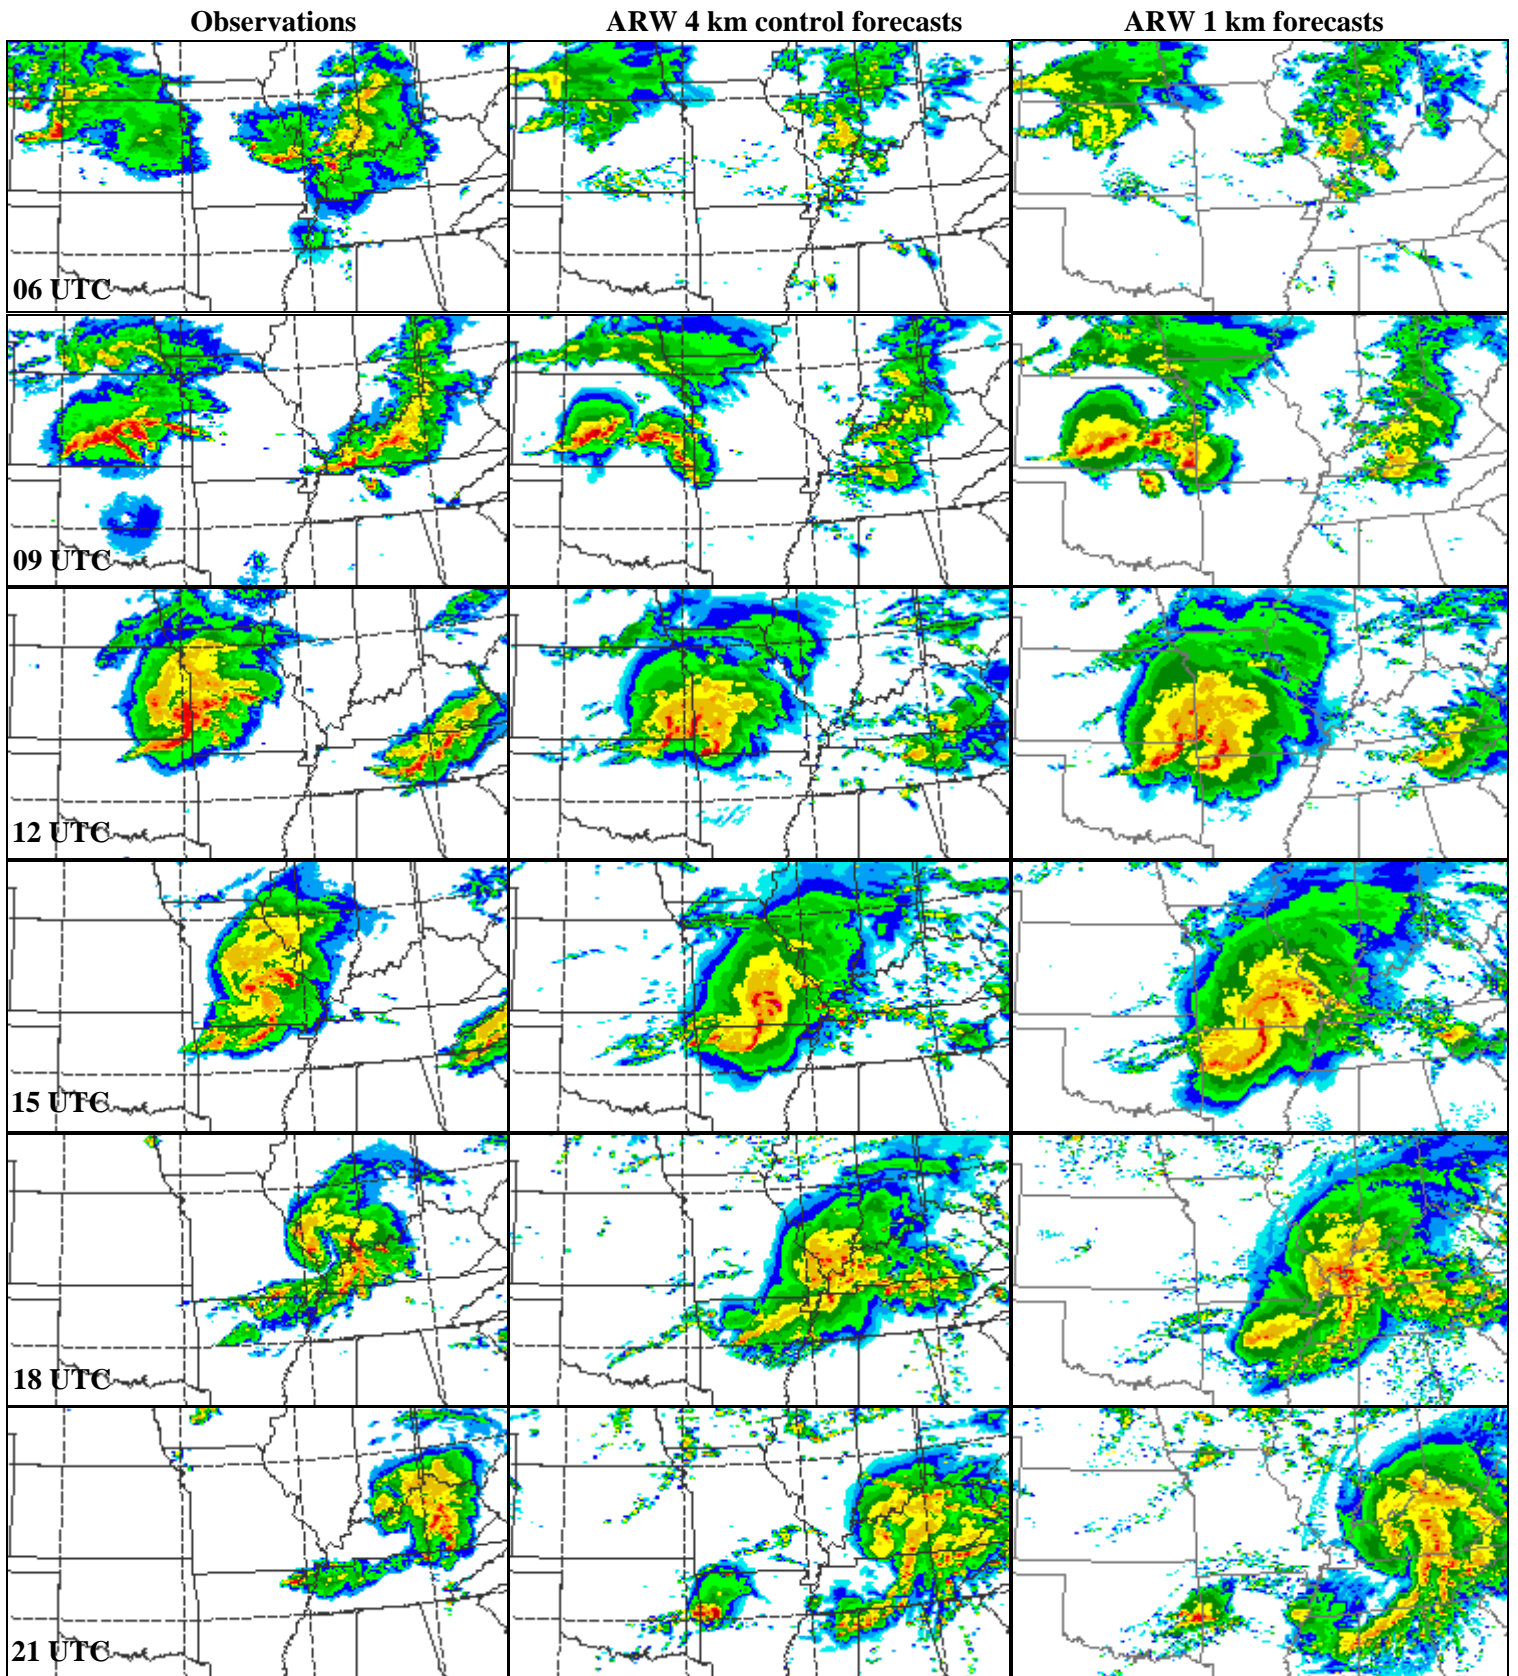 Observations ARW 4 km control forecasts ARW 1 km forecasts
06 UTC
09 UTC
12 UTC
15 UTC
18 UTC
21 UTC